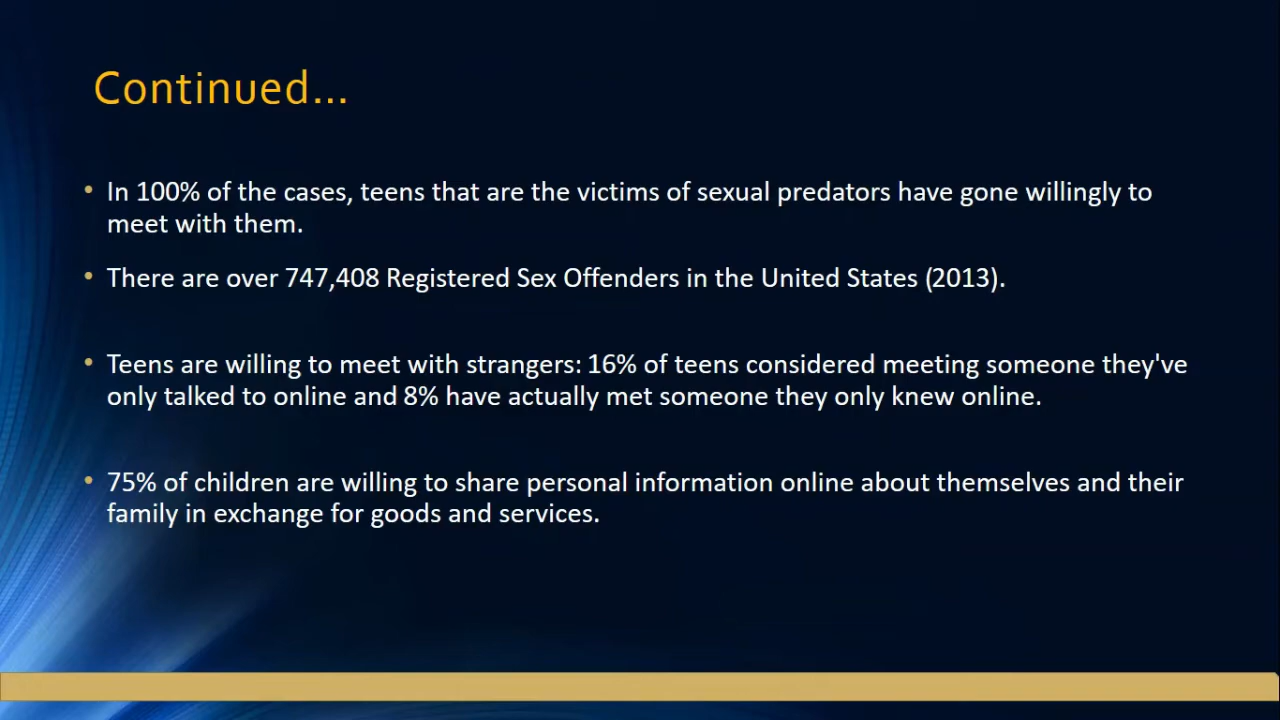 Continued...
• In 100% of the cases, teens that are the victims of sexual predators have gone willingly to
meet with them.
• There are over 747,408 Registered Sex Offenders in the United States (2013).
• Teens are willing to meet with strangers: 16% of teens considered meeting someone they've
only talked to online and 8% have actually met someone they only knew online.
• 75% of children are willing to share personal information online about themselves and their
family in exchange for goods and services.